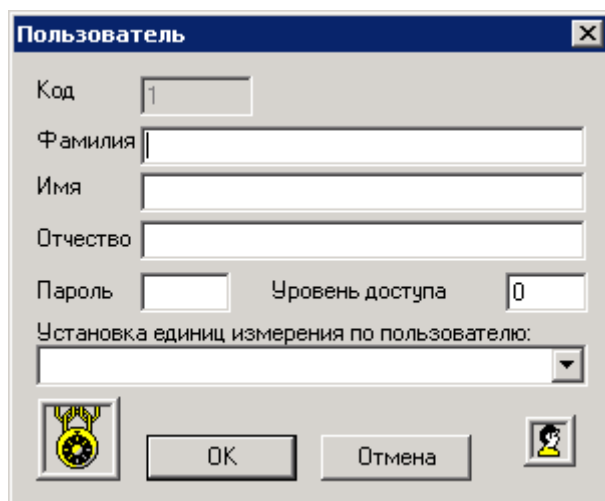 Пользователь
Код 1
Фамилия
Имя
Отчество
Пароль Уровень доступа 0
Установка единиц измерения по пользователю:
OK Отмена